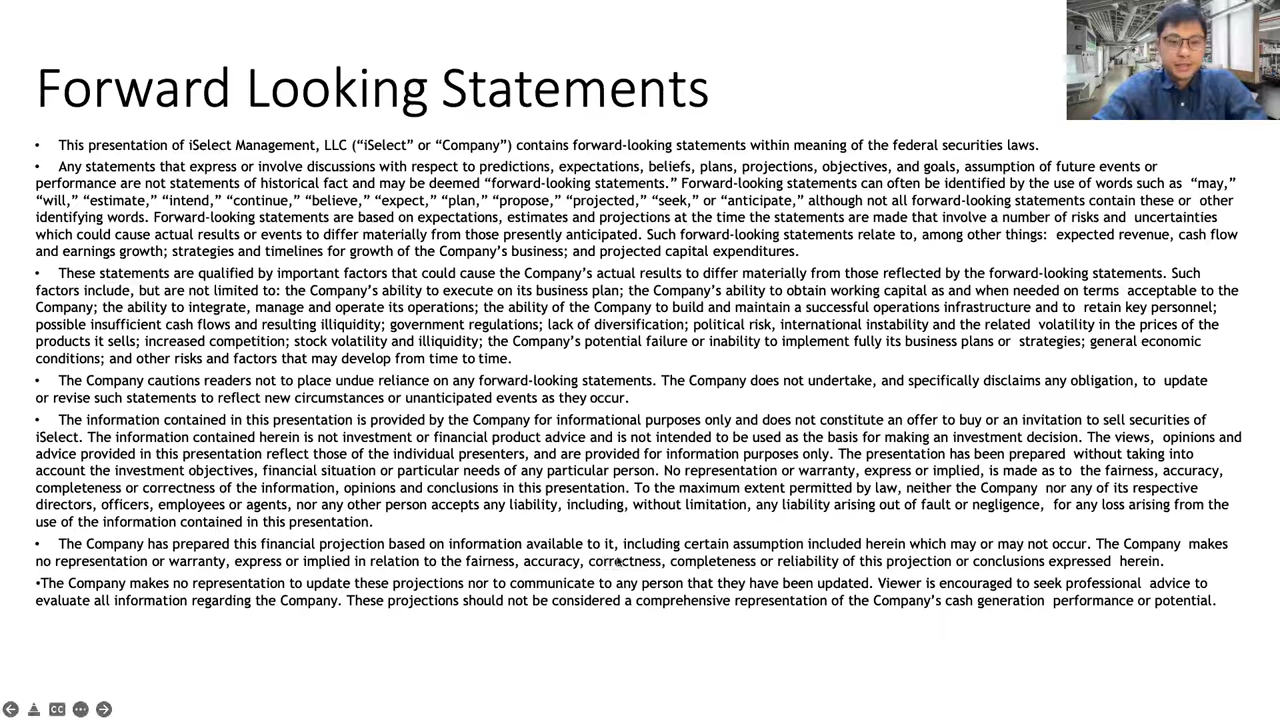 Forward Looking Statements
• This presentation of iSelect Management, LLC (“iSelect” or “Company”) contains forward-looking statements within meaning of the federal securities laws.
• Any statements that express or involve discussions with respect to predictions, expectations, beliefs, plans, projections, objectives, and goals, assumption of future events or
performance are not statements of historical fact and may be deemed “forward-looking statements.” Forward-looking statements can often be identified by the use of words such as “may,”
“will,” “estimate,” “intend,” “continue,” “believe,” “expect,” “plan,” “propose,” “projected,” “seek,” or “anticipate,” although not all forward-looking statements contain these or other
identifying words. Forward-looking statements are based on expectations, estimates and projections at the time the statements are made that involve a number of risks and uncertainties
which could cause actual results or events to differ materially from those presently anticipated. Such forward-looking statements relate to, among other things: expected revenue, cash flow
and earnings growth; strategies and timelines for growth of the Company’s business; and projected capital expenditures.
• These statements are qualified by important factors that could cause the Company’s actual results to differ materially from those reflected by the forward-looking statements. Such
factors include, but are not limited to: the Company’s ability to execute on its business plan; the Company’s ability to obtain working capital as and when needed on terms acceptable to the
Company; the ability to integrate, manage and operate its operations; the ability of the Company to build and maintain a successful operations infrastructure and to retain key personnel;
possible insufficient cash flows and resulting illiquidity; government regulations; lack of diversification; political risk, international instability and the related volatility in the prices of the
products it sells; increased competition; stock volatility and illiquidity; the Company’s potential failure or inability to implement fully its business plans or strategies; general economic
conditions; and other risks and factors that may develop from time to time.
• The Company cautions readers not to place undue reliance on any forward-looking statements. The Company does not undertake, and specifically disclaims any obligation, to update
or revise such statements to reflect new circumstances or unanticipated events as they occur.
• The information contained in this presentation is provided by the Company for informational purposes only and does not constitute an offer to buy or an invitation to sell securities of
iSelect. The information contained herein is not investment or financial product advice and is not intended to be used as the basis for making an investment decision. The views, opinions and
advice provided in this presentation reflect those of the individual presenters, and are provided for information purposes only. The presentation has been prepared without taking into
account the investment objectives, financial situation or particular needs of any particular person. No representation or warranty, express or implied, is made as to the fairness, accuracy,
completeness or correctness of the information, opinions and conclusions in this presentation. To the maximum extent permitted by law, neither the Company nor any of its respective
directors, officers, employees or agents, nor any other person accepts any liability, including, without limitation, any liability arising out of fault or negligence, for any loss arising from the
use of the information contained in this presentation.
• The Company has prepared this financial projection based on information available to it, including certain assumption included herein which may or may not occur. The Company makes
no representation or warranty, express or implied in relation to the fairness, accuracy, correctness, completeness or reliability of this projection or conclusions expressed herein.
•The Company makes no representation to update these projections nor to communicate to any person that they have been updated. Viewer is encouraged to seek professional advice to
evaluate all information regarding the Company. These projections should not be considered a comprehensive representation of the Company’s cash generation performance or potential.
CC